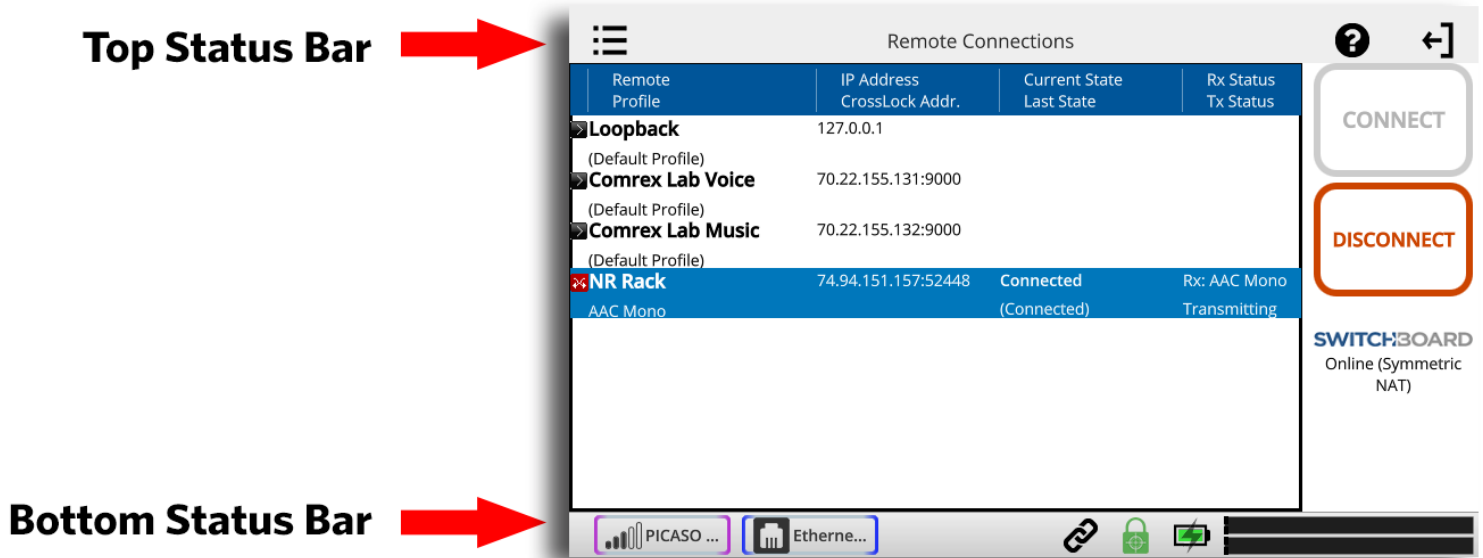 Top Status Bar
Remote Connections
Remote IP Address Current State Rx Status
Profile CrossLock Addr. Last State Tx Status
Loopback 127.0.0.1
(Default Profile)
Comrex Lab Voice 70.22.155.131:9000
(Default Profile)
Comrex Lab Music 70.22.155.132:9000
(Default Profile)
NR Rack 74.94.151.157:52448 Connected Rx: AAC Mono
AAC Mono (Connected) Transmitting
CONNECT
DISCONNECT
SWITCHBOARD
Online (Symmetric
NAT)
Bottom Status Bar
PICASO ... Etherne...